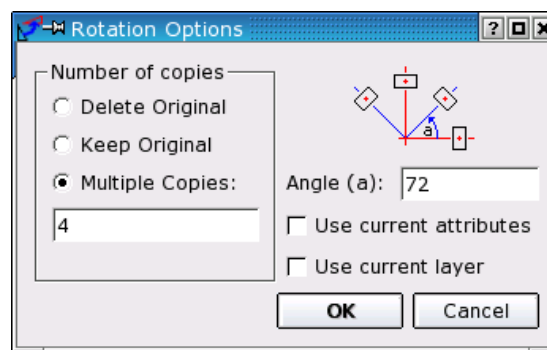 Rotation Options
Number of copies
Delete Original
Keep Original
Multiple Copies:
4
a
Angle (a): 72
Use current attributes
Use current layer
OK Cancel